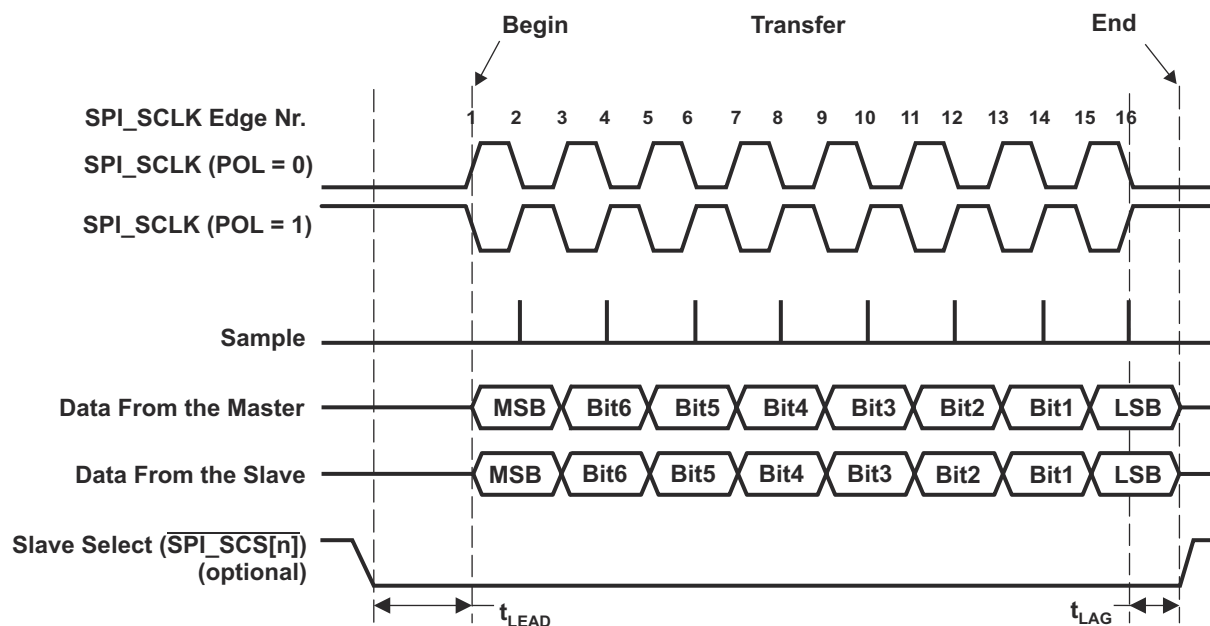 Begin Transfer End
SPI_SCLK Edge Nr. 1 2 3 4 5 6 7 8 9 10 11 12 13 14 15 16
SPI_SCLK (POL = 0)
SPI_SCLK (POL = 1)
Sample
Data From the Master MSB Bit6 Bit5 Bit4 Bit3 Bit2 Bit1 LSB
Data From the Slave MSB Bit6 Bit5 Bit4 Bit3 Bit2 Bit1 LSB
Slave Select (SPI_SCS[n])
(optional)
tLEAD tLAG